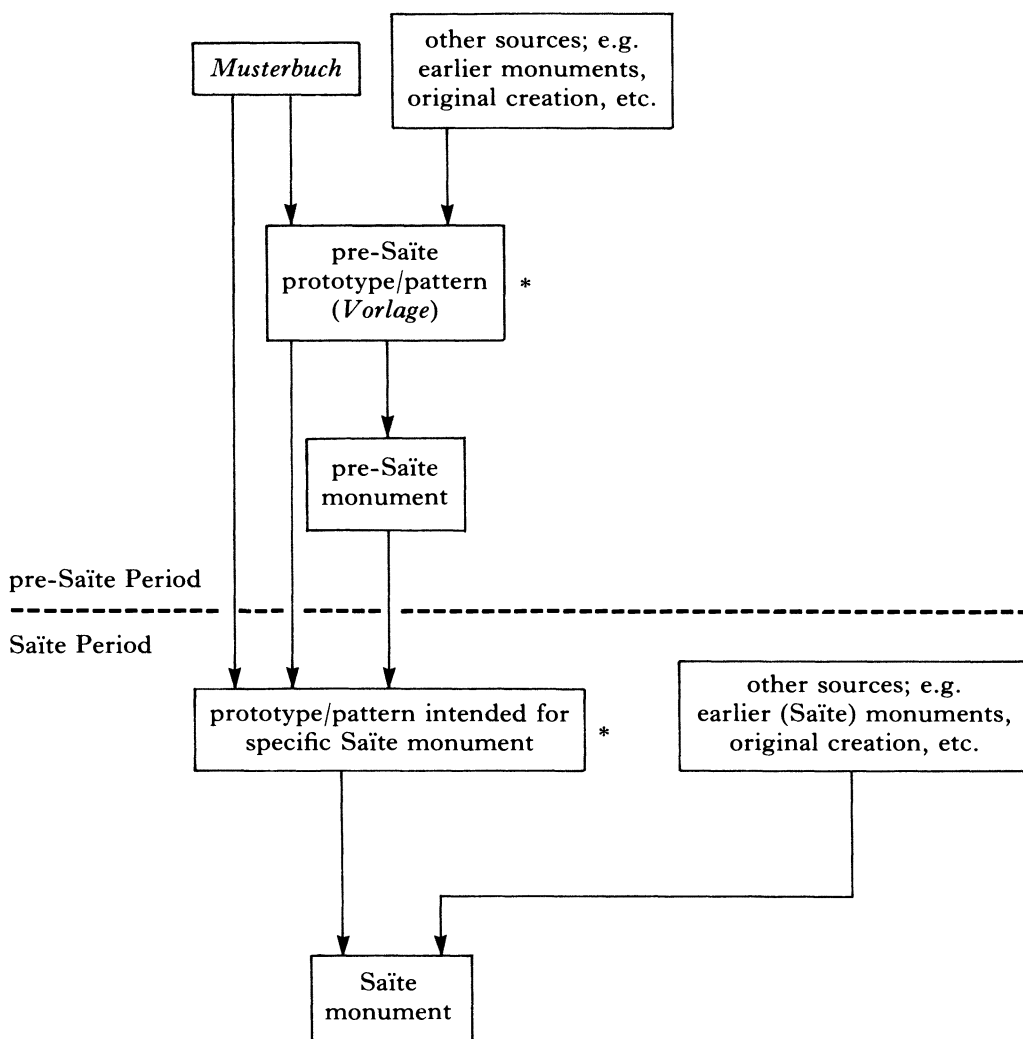 Musterbuch
other sources; e.g.
earlier monuments,
original creation, etc.
pre-Saïte
prototype/pattern
(Vorlage)
*
pre-Saïte
monument
pre-Saïte Period
Saïte Period
prototype/pattern intended for
specific Saïte monument
*
other sources; e.g.
earlier (Saïte) monuments,
original creation, etc.
Saïte
monument